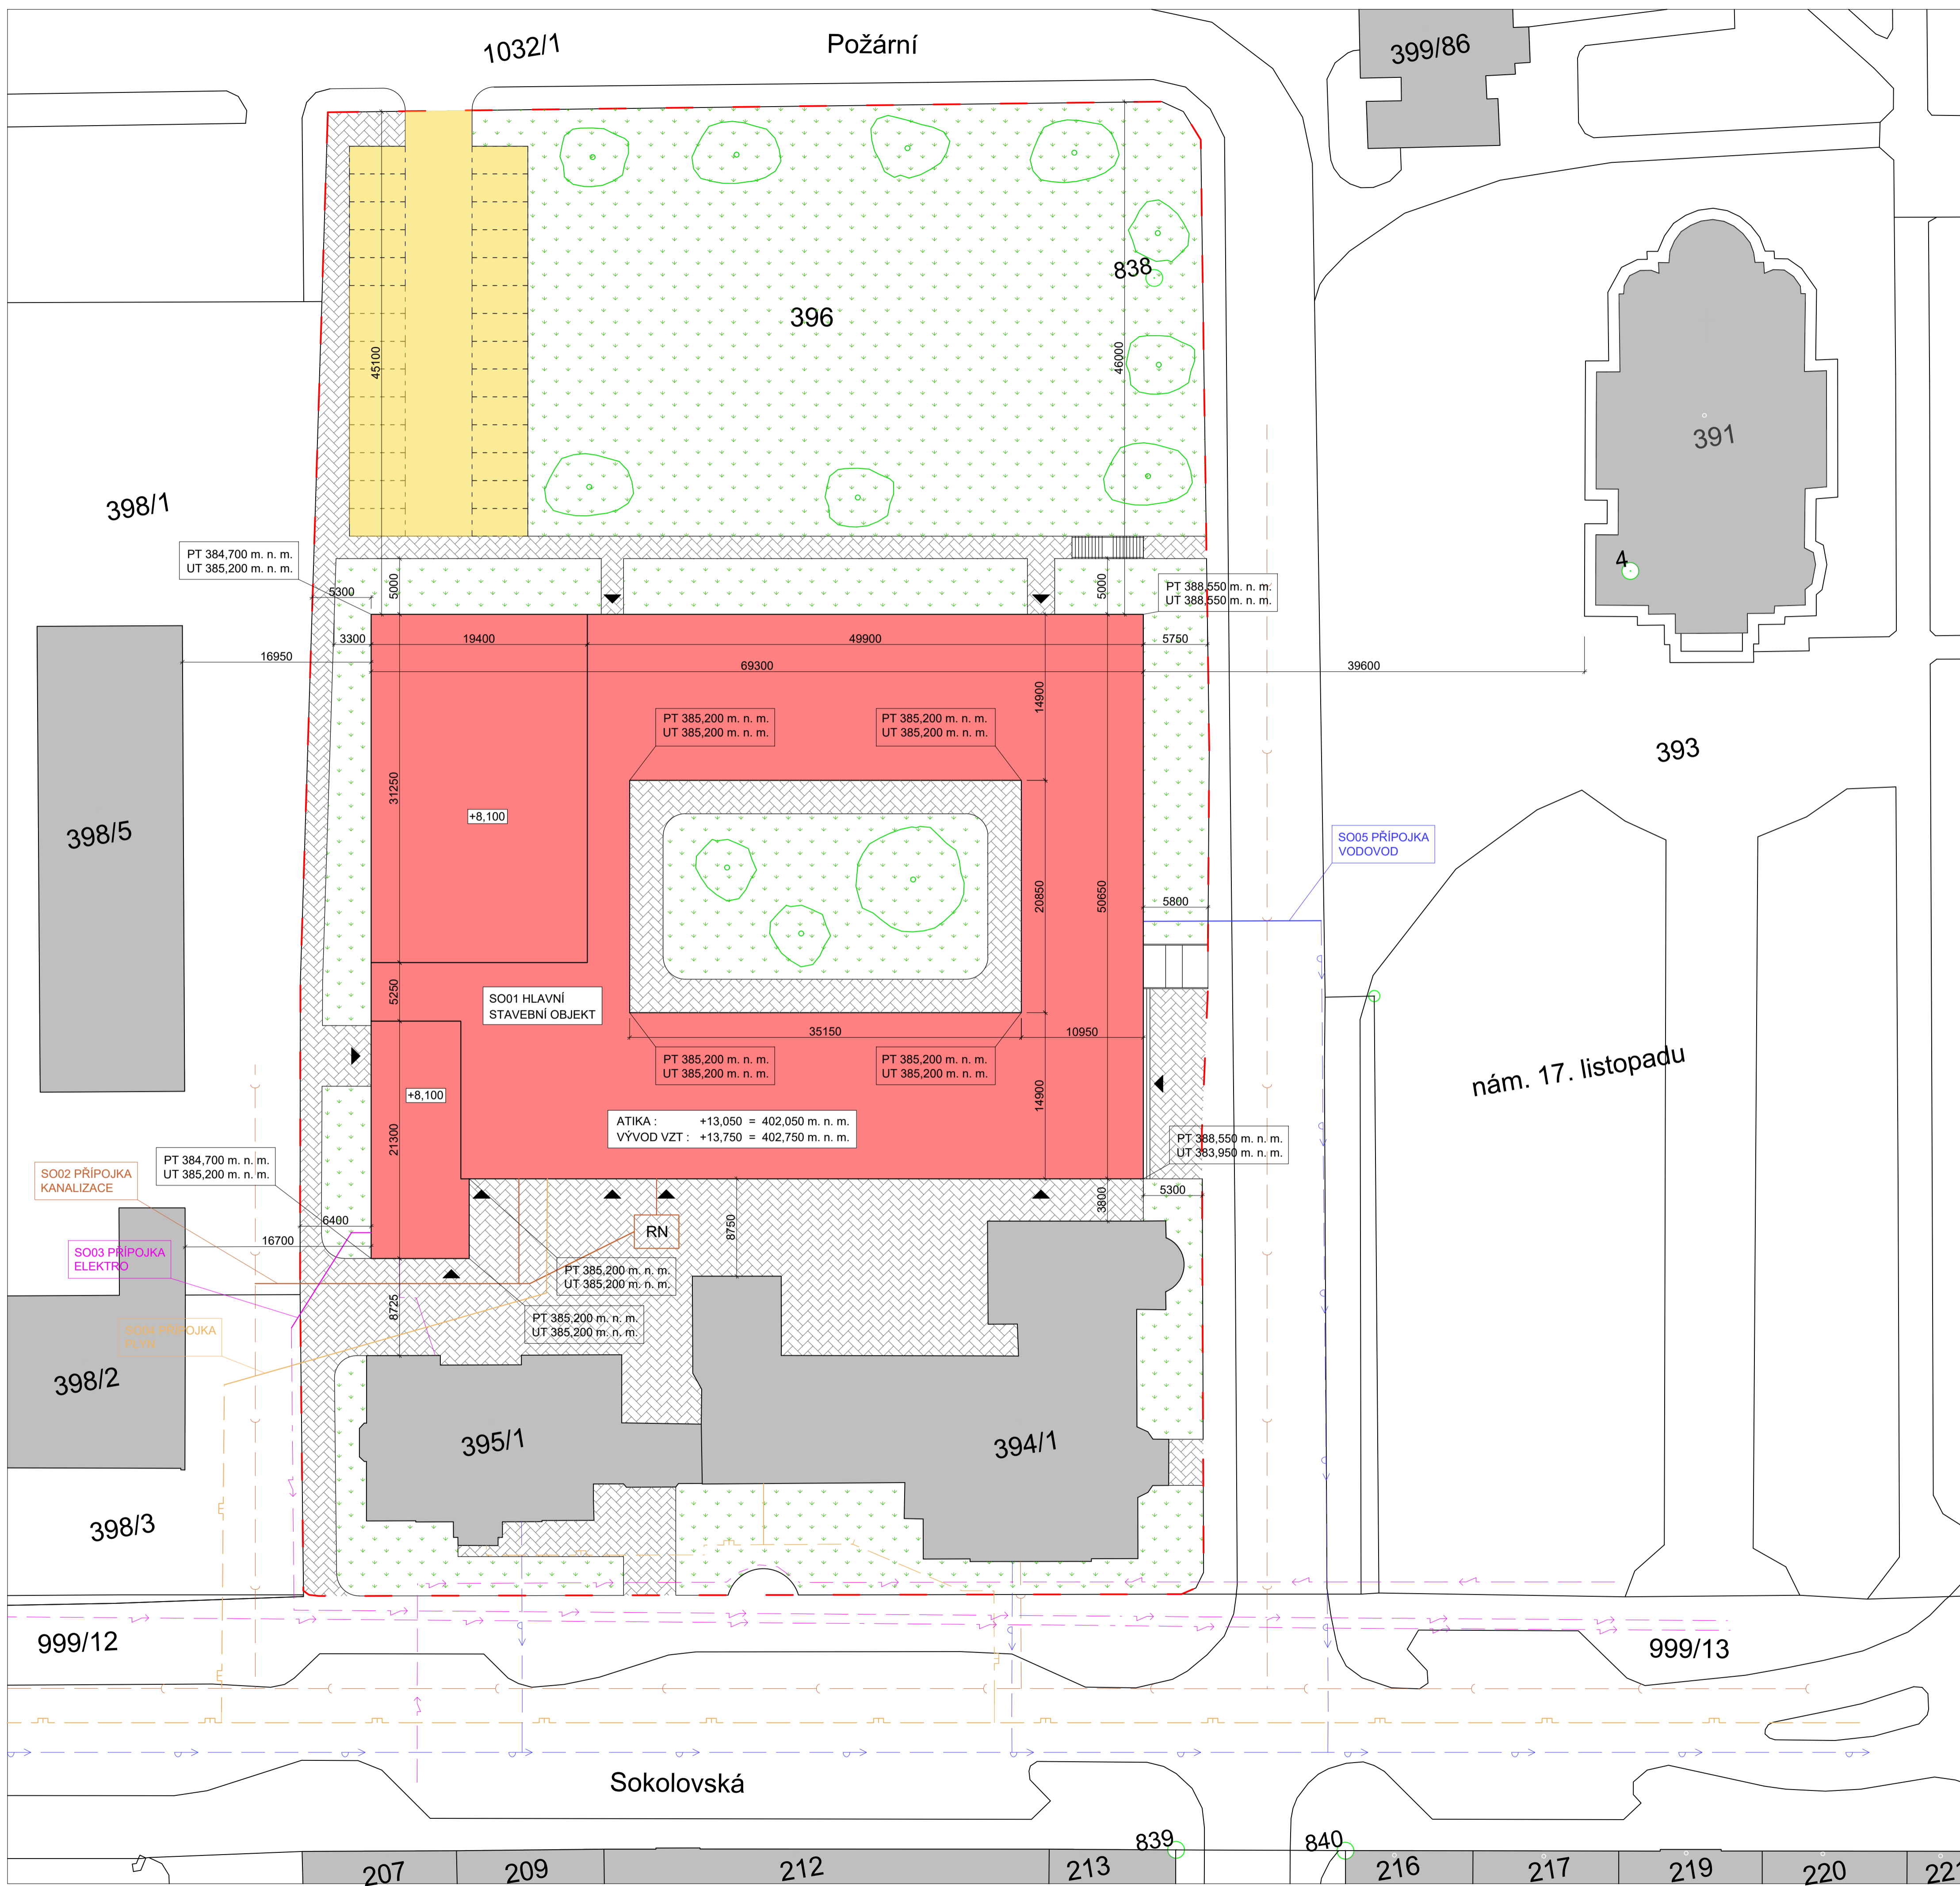 1032/1
Požární
399/86
838
396
45100
46000
391
398/1
4
PT 384,700 m. n. m.
UT 385,200 m. n. m.
5300
5000
5000
PT 388,550 m. n. m.
UT 388,550 m. n. m.
3300
19400
49900
5750
16950
69300
39600
14900
PT 385,200 m. n. m.
UT 385,200 m. n. m.
PT 385,200 m. n. m.
UT 385,200 m. n. m.
393
31250
+8,100
398/5
SO05 PŘÍPOJKA
VODOVOD
20850
50650
5800
5250
SO01 HLAVNÍ
STAVEBNÍ OBJEKT
35150
10950
PT 385,200 m. n. m.
UT 385,200 m. n. m.
PT 385,200 m. n. m.
UT 385,200 m. n. m.
nám. 17. listopadu
+8,100
14900
ATIKA : +13,050 = 402,050 m. n. m.
VÝVOD VZT : +13,750 = 402,750 m. n. m.
21300
PT 388,550 m. n. m.
UT 383,950 m. n. m.
PT 384,700 m. n. m.
UT 385,200 m. n. m.
SO02 PŘÍPOJKA
KANALIZACE
5300
3800
6400
16700
RN
8750
SO03 PŘÍPOJKA
ELEKTRO
PT 385,200 m. n. m.
UT 385,200 m. n. m.
8725
PT 385,200 m. n. m.
UT 385,200 m. n. m.
PŘÍPOJKA
398/2
395/1
394/1
398/3
999/12
999/13
Sokolovská
839
840
207
209
212
213
216
217
219
220
221